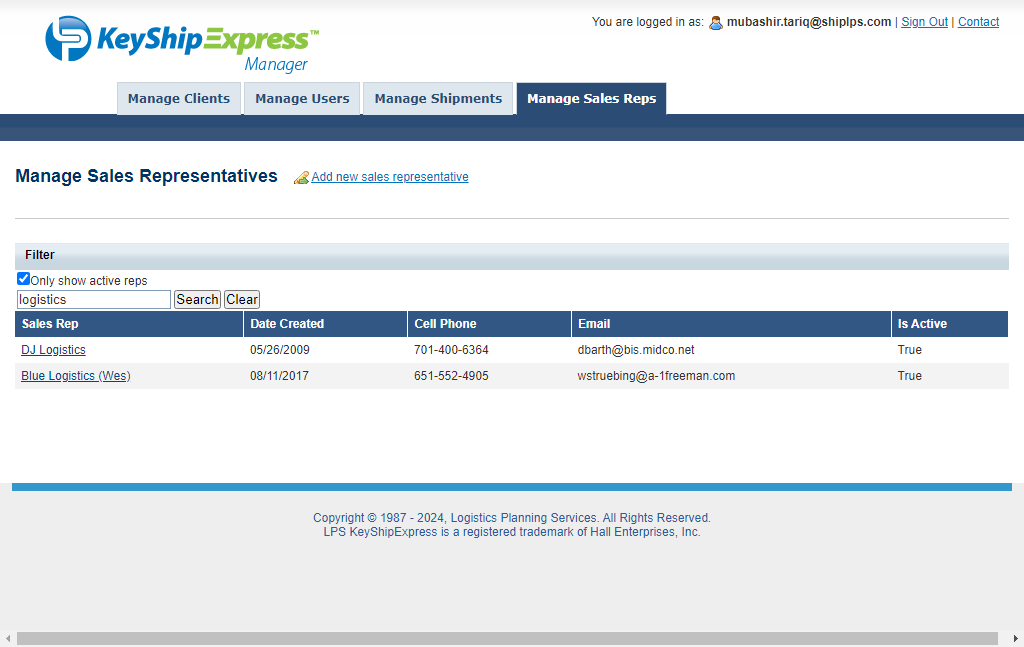 KeyShipExpress™
Manager
You are logged in as: mubashir.tariq@shiplps.com | Sign Out | Contact
Manage Clients Manage Users Manage Shipments Manage Sales Reps
Manage Sales Representatives Add new sales representative
Filter
Only show active reps
logistics Search Clear
Sales Rep Date Created Cell Phone Email Is Active
DJ Logistics 05/26/2009 701-400-6364 dbarth@bis.midco.net True
Blue Logistics (Wes) 08/11/2017 651-552-4905 wstruebing@a-1freeman.com True
Copyright © 1987 - 2024, Logistics Planning Services. All Rights Reserved.
LPS KeyShipExpress is a registered trademark of Hall Enterprises, Inc.